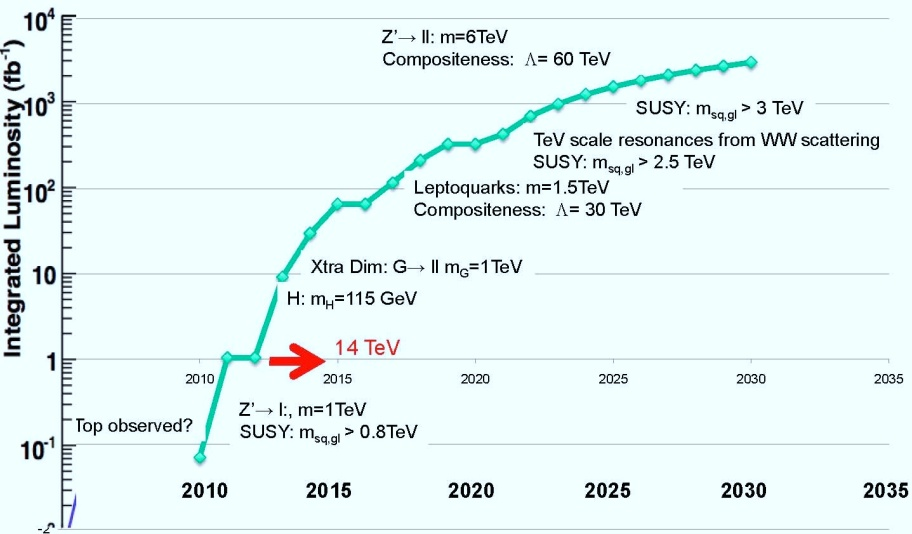 10⁴
Z'→ ll: m=6TeV
Compositeness: Λ= 60 TeV
10³
SUSY: m_sq,gl > 3 TeV
TeV scale resonances from WW scattering
SUSY: m_sq,gl > 2.5 TeV
10²
Leptoquarks: m=1.5TeV
Compositeness: Λ= 30 TeV
Integrated Luminosity (fb⁻¹)
10
Xtra Dim: G→ ll m_G=1TeV
H: m_H=115 GeV
1
14 TeV
2010 2015 2020 2025 2030 2035
Z'→ l:, m=1TeV
Top observed?
SUSY: m_sq,gl > 0.8TeV
10⁻¹
2010 2015 2020 2025 2030 2035